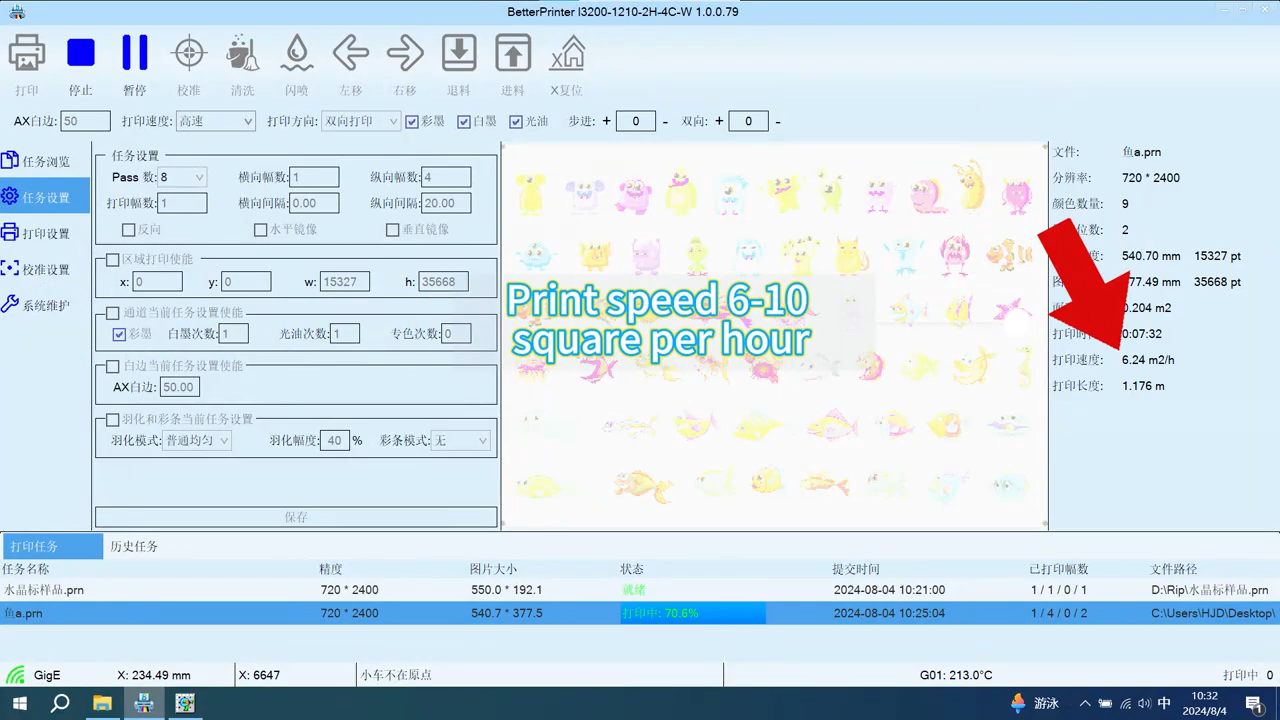 BetterPrinter I3200-1210-2H-4C-W 1.0.0.79
打印 停止 暂停 校准 清洗 闪喷 左移 右移 退料 进料 X复位
AX白边: 50 打印速度: 高速 打印方向: 双向打印 彩墨 白墨 光油 步进: + 0 - 双向: + 0 -
任务浏览
任务设置
打印设置
校准设置
系统维护
任务设置
Pass 数: 8 横向幅数: 1 纵向幅数: 4
打印幅数: 1 横向间隔: 0.00 纵向间隔: 20.00
反向 水平镜像 垂直镜像
区域打印使能
x: 0 y: 0 w: 15327 h: 35668
通道当前任务设置使能
彩墨 白墨次数: 1 光油次数: 1 专色次数: 0
白边当前任务设置使能
AX白边: 50.00
羽化和彩条当前任务设置
羽化模式: 普通均匀 羽化幅度: 40 % 彩条模式: 无
保存
Print speed 6-10
square per hour
文件: 鱼a.prn
分辨率: 720 * 2400
颜色数量: 9
位数: 2
度: 540.70 mm 15327 pt
77.49 mm 35668 pt
0.204 m2
打印时 0:07:32
打印速度: 6.24 m2/h
打印长度: 1.176 m
打印任务 历史任务
任务名称 精度 图片大小 状态 提交时间 已打印幅数 文件路径
水晶标样品.prn 720 * 2400 550.0 * 192.1 就绪 2024-08-04 10:21:00 1 / 1 / 0 / 1 D:\Rip\水晶标样品.prn
鱼a.prn 720 * 2400 540.7 * 377.5 打印中: 70.6% 2024-08-04 10:25:04 1 / 4 / 0 / 2 C:\Users\HJD\Desktop\
GigE X: 234.49 mm X: 6647 小车不在原点 G01: 213.0°C 打印中 0
游泳 中 10:32
2024/8/4 1